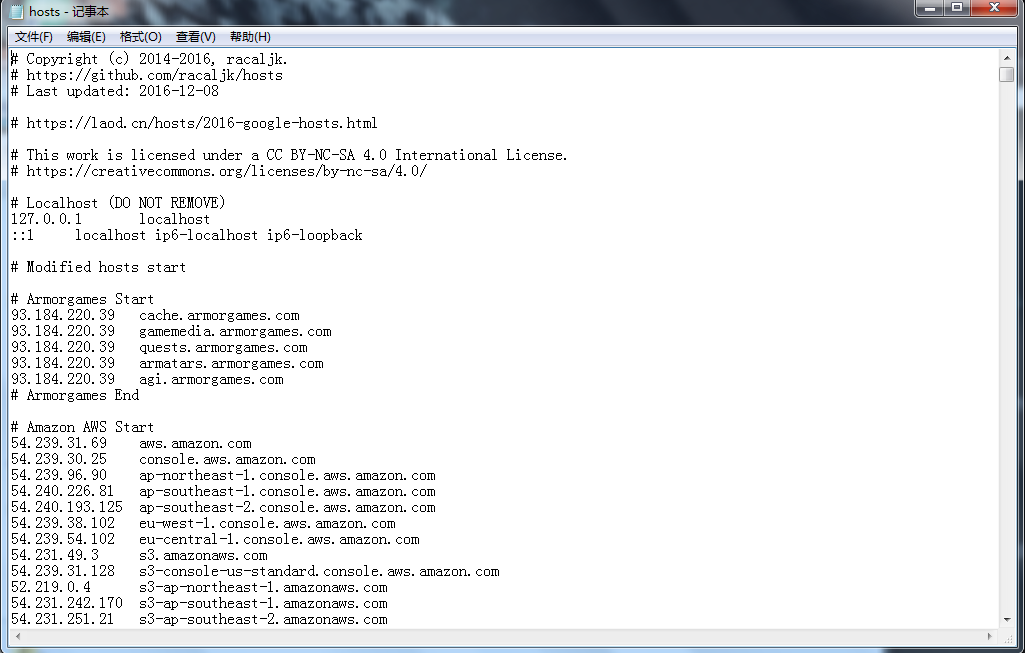 hosts - 记事本
文件(F) 编辑(E) 格式(O) 查看(V) 帮助(H)
# Copyright (c) 2014-2016, racaljk.
# https://github.com/racaljk/hosts
# Last updated: 2016-12-08
# https://laod.cn/hosts/2016-google-hosts.html
# This work is licensed under a CC BY-NC-SA 4.0 International License.
# https://creativecommons.org/licenses/by-nc-sa/4.0/
# Localhost (DO NOT REMOVE)
127.0.0.1 localhost
::1 localhost ip6-localhost ip6-loopback
# Modified hosts start
# Armorgames Start
93.184.220.39 cache.armorgames.com
93.184.220.39 gamemedia.armorgames.com
93.184.220.39 quests.armorgames.com
93.184.220.39 armatars.armorgames.com
93.184.220.39 agi.armorgames.com
# Armorgames End
# Amazon AWS Start
54.239.31.69 aws.amazon.com
54.239.30.25 console.aws.amazon.com
54.239.96.90 ap-northeast-1.console.aws.amazon.com
54.240.226.81 ap-southeast-1.console.aws.amazon.com
54.240.193.125 ap-southeast-2.console.aws.amazon.com
54.239.38.102 eu-west-1.console.aws.amazon.com
54.239.54.102 eu-central-1.console.aws.amazon.com
54.231.49.3 s3.amazonaws.com
54.239.31.128 s3-console-us-standard.console.aws.amazon.com
52.219.0.4 s3-ap-northeast-1.amazonaws.com
54.231.242.170 s3-ap-southeast-1.amazonaws.com
54.231.251.21 s3-ap-southeast-2.amazonaws.com